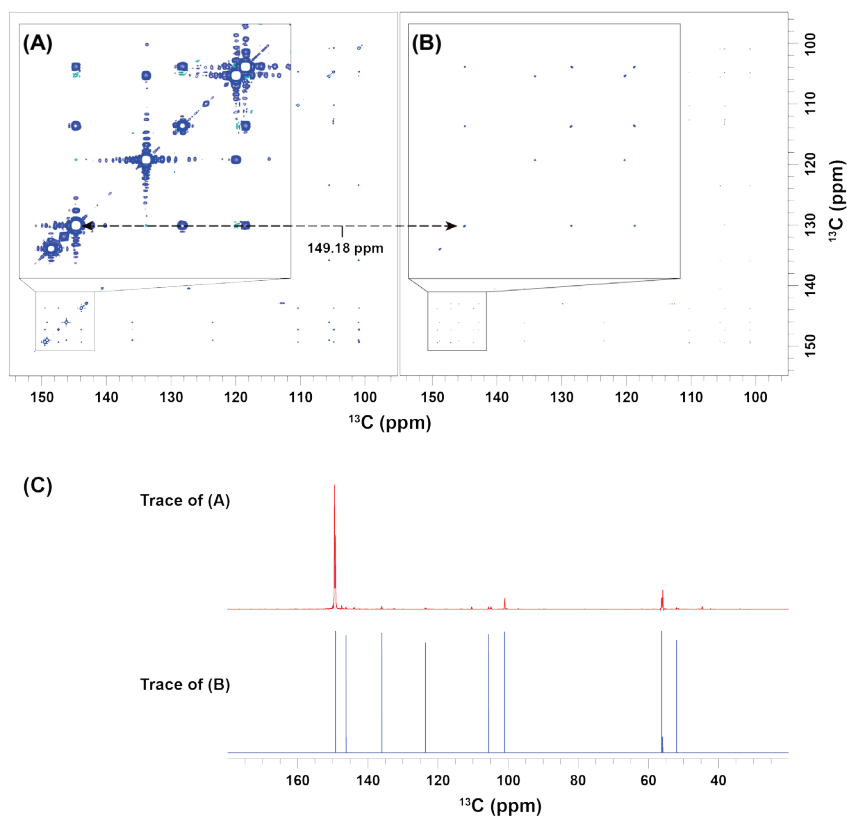 (A)
(B)
149.18 ppm
100
110
120
130
140
150
¹³C (ppm)
150 140 130 120 110 100
150 140 130 120 110 100
¹³C (ppm)
(C)
Trace of (A)
Trace of (B)
160 140 120 100 80 60 40
¹³C (ppm)